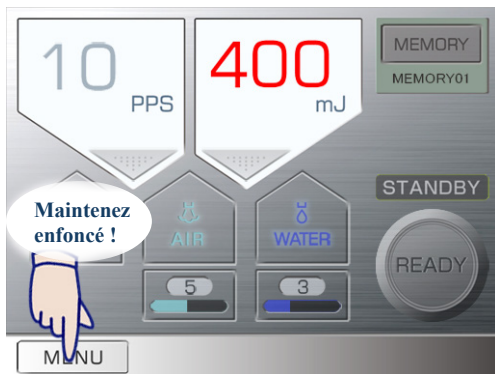 10
PPS
400
mJ
MEMORY
MEMORY01
Maintenez
enfoncé !
AIR
WATER
STANDBY
5
3
READY
MENU